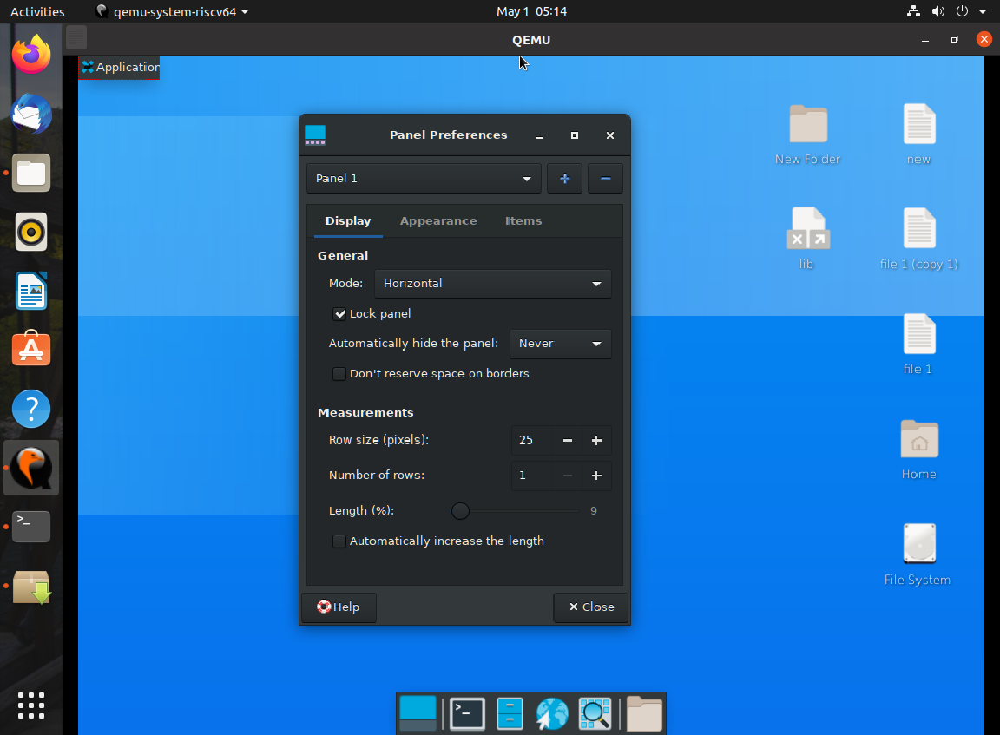 Activities
qemu-system-riscv64
May 1 05:14
QEMU
Application
Panel Preferences
Panel 1
Display
Appearance
Items
General
Mode:
Horizontal
Lock panel
Automatically hide the panel:
Never
Don't reserve space on borders
Measurements
Row size (pixels):
25
Number of rows:
1
Length (%):
9
Automatically increase the length
Help
Close
New Folder
new
lib
file 1 (copy 1)
file 1
Home
File System